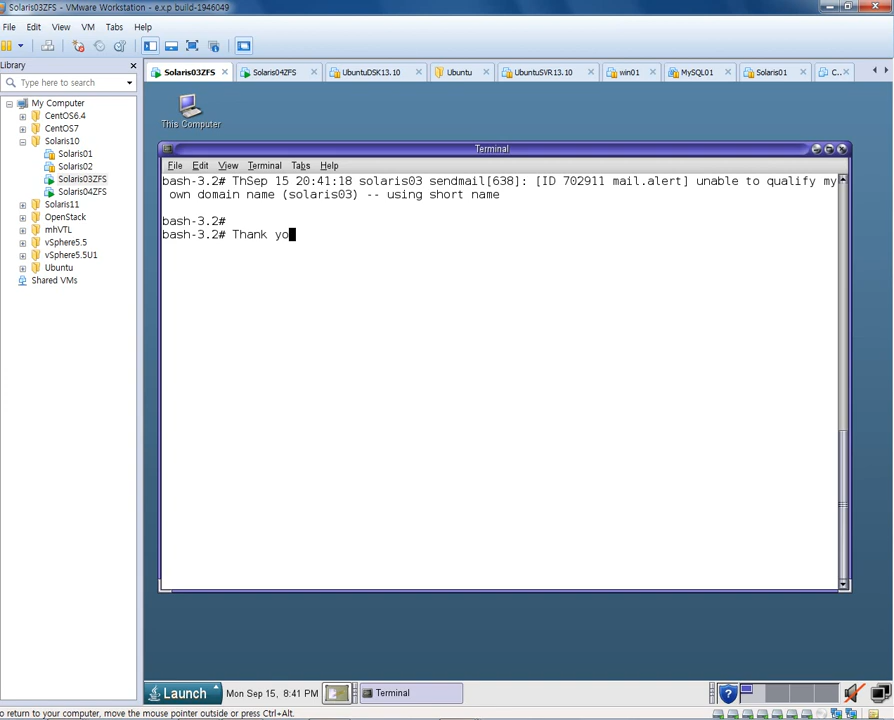 Solaris03ZFS - VMware Workstation - e.x.p build-1946049
File Edit View VM Tabs Help
Library
Type here to search
My Computer
CentOS6.4
CentOS7
Solaris10
Solaris01
Solaris02
Solaris03ZFS
Solaris04ZFS
Solaris11
OpenStack
mhVTL
vSphere5.5
vSphere5.5U1
Ubuntu
Shared VMs
Solaris03ZFS Solaris04ZFS UbuntuDSK13.10 Ubuntu UbuntuSVR13.10 win01 MySQL01 Solaris01 C...
This Computer
Terminal
File Edit View Terminal Tabs Help
bash-3.2# ThSep 15 20:41:18 solaris03 sendmail[638]: [ID 702911 mail.alert] unable to qualify my
own domain name (solaris03) -- using short name
bash-3.2#
bash-3.2# Thank yo
Launch Mon Sep 15, 8:41 PM Terminal
to return to your computer, move the mouse pointer outside or press Ctrl+Alt.